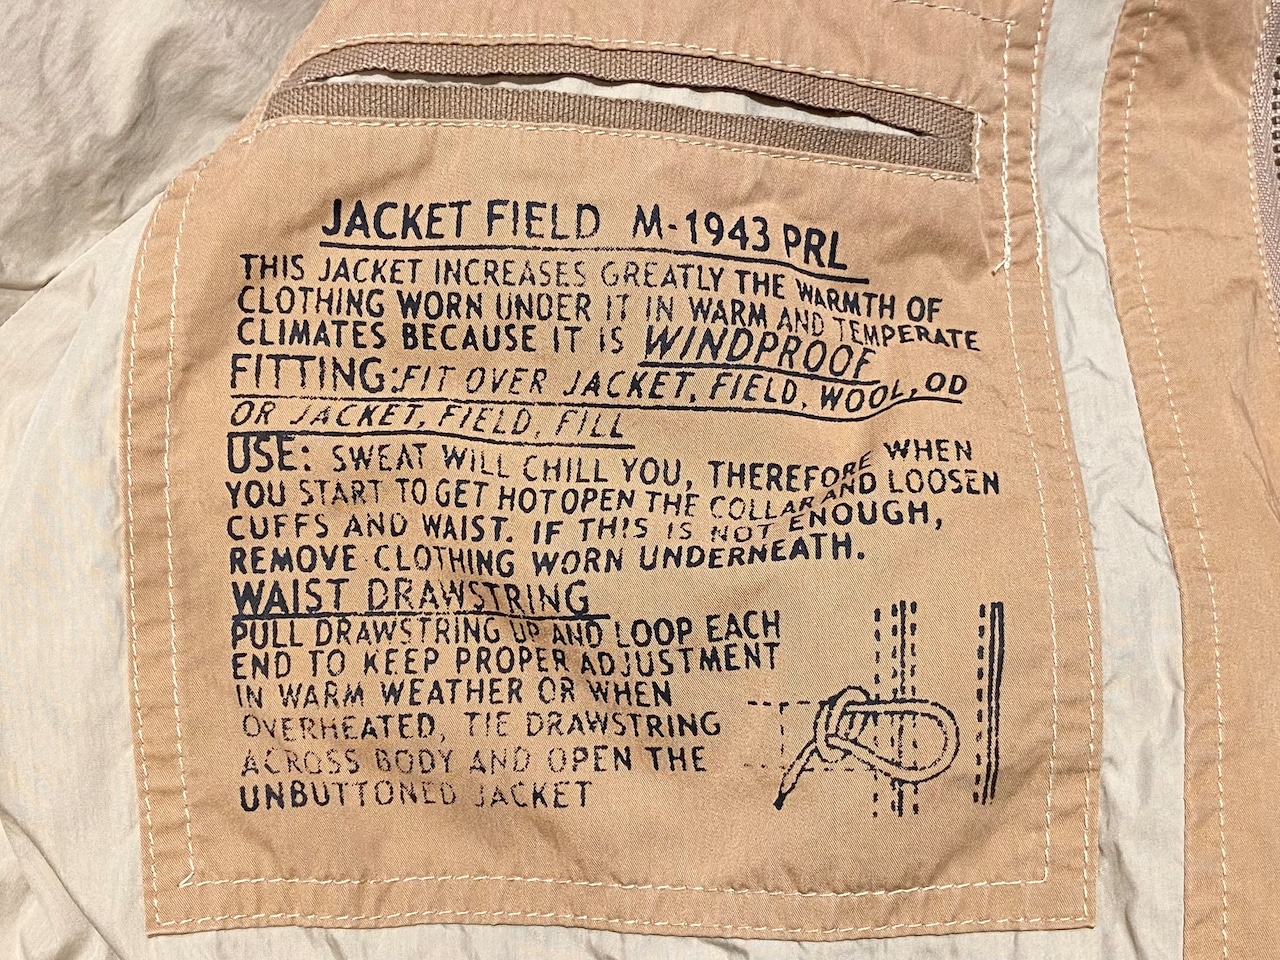 JACKET FIELD M-1943 PRL
THIS JACKET INCREASES GREATLY THE WARMTH OF
CLOTHING WORN UNDER IT IN WARM AND TEMPERATE
CLIMATES BECAUSE IT IS WINDPROOF
FITTING: FIT OVER JACKET, FIELD, WOOL, OD
OR JACKET, FIELD, FILL
USE: SWEAT WILL CHILL YOU, THEREFORE WHEN
YOU START TO GET HOT OPEN THE COLLAR AND LOOSEN
CUFFS AND WAIST. IF THIS IS NOT ENOUGH,
REMOVE CLOTHING WORN UNDERNEATH.
WAIST DRAWSTRING
PULL DRAWSTRING UP AND LOOP EACH
END TO KEEP PROPER ADJUSTMENT
IN WARM WEATHER OR WHEN
OVERHEATED, TIE DRAWSTRING
ACROSS BODY AND OPEN THE
UNBUTTONED JACKET